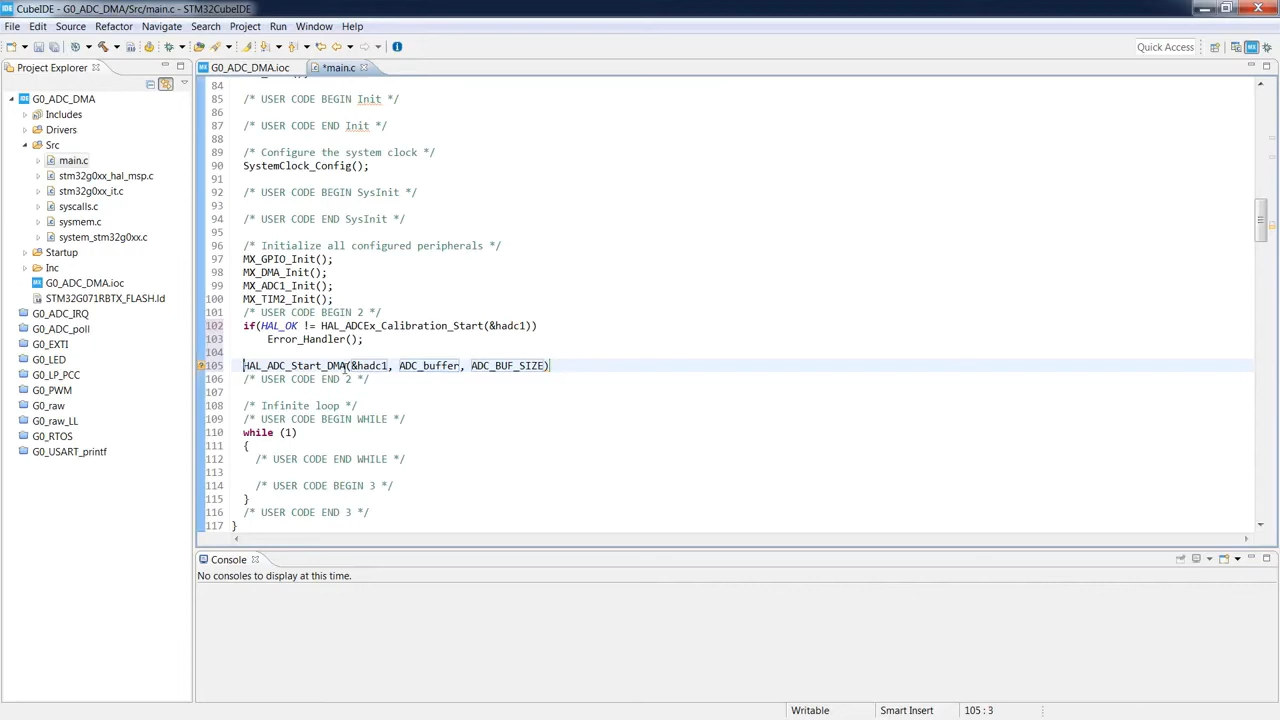 CubeIDE - G0_ADC_DMA/Src/main.c - STM32CubeIDE
File Edit Source Refactor Navigate Search Project Run Window Help
Quick Access
Project Explorer
G0_ADC_DMA.ioc
*main.c
G0_ADC_DMA
Includes
Drivers
Src
main.c
stm32g0xx_hal_msp.c
stm32g0xx_it.c
syscalls.c
sysmem.c
system_stm32g0xx.c
Startup
Inc
G0_ADC_DMA.ioc
STM32G071RBTX_FLASH.ld
G0_ADC_IRQ
G0_ADC_poll
G0_EXTI
G0_LED
G0_LP_PCC
G0_PWM
G0_raw
G0_raw_LL
G0_RTOS
G0_USART_printf
84
85 /* USER CODE BEGIN Init */
86
87 /* USER CODE END Init */
88
89 /* Configure the system clock */
90 SystemClock_Config();
91
92 /* USER CODE BEGIN SysInit */
93
94 /* USER CODE END SysInit */
95
96 /* Initialize all configured peripherals */
97 MX_GPIO_Init();
98 MX_DMA_Init();
99 MX_ADC1_Init();
100 MX_TIM2_Init();
101 /* USER CODE BEGIN 2 */
102 if(HAL_OK != HAL_ADCEx_Calibration_Start(&hadc1))
103 Error_Handler();
104
105 HAL_ADC_Start_DMA(&hadc1, ADC_buffer, ADC_BUF_SIZE)
106 /* USER CODE END 2 */
107
108 /* Infinite loop */
109 /* USER CODE BEGIN WHILE */
110 while (1)
111 {
112 /* USER CODE END WHILE */
113
114 /* USER CODE BEGIN 3 */
115 }
116 /* USER CODE END 3 */
117 }
Console
No consoles to display at this time.
Writable Smart Insert 105 : 3